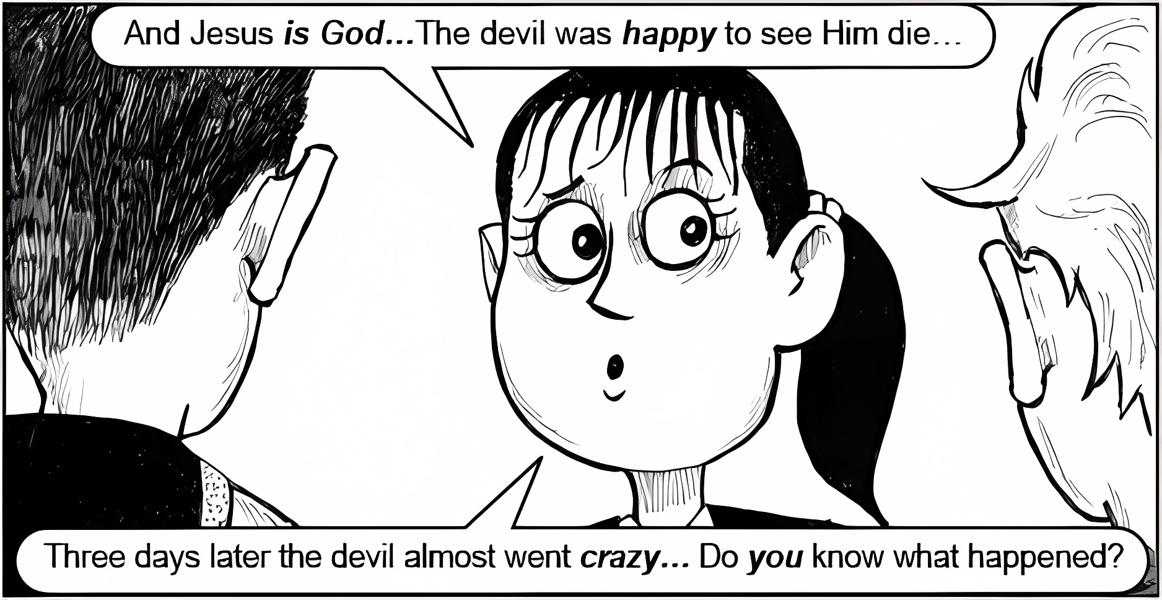 And Jesus is God...The devil was happy to see Him die...
Three days later the devil almost went crazy... Do you know what happened?